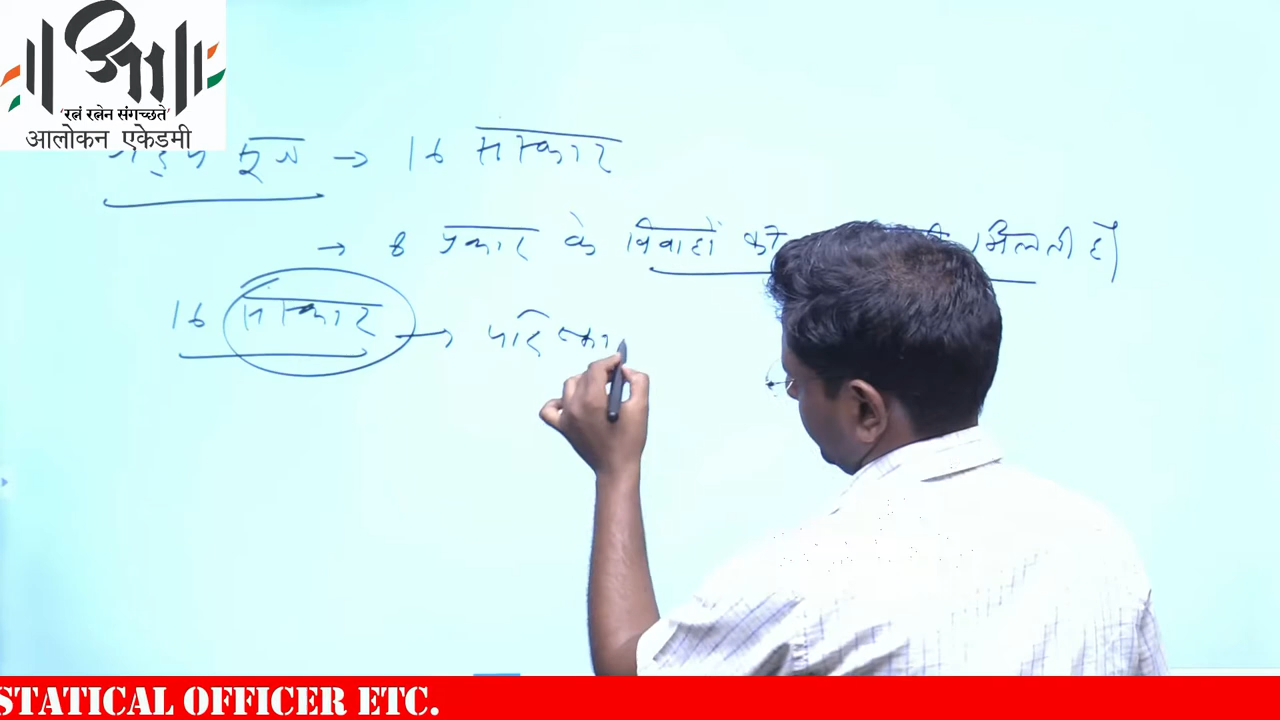 'रत्नं रत्नेन संगच्छते'
आलोकन एकेडमी
सूत्र → 16 संस्कार
→ 8 प्रकार के विवाहों की मिलती है|
16 संस्कार → परिष्का
STATICAL OFFICER ETC.